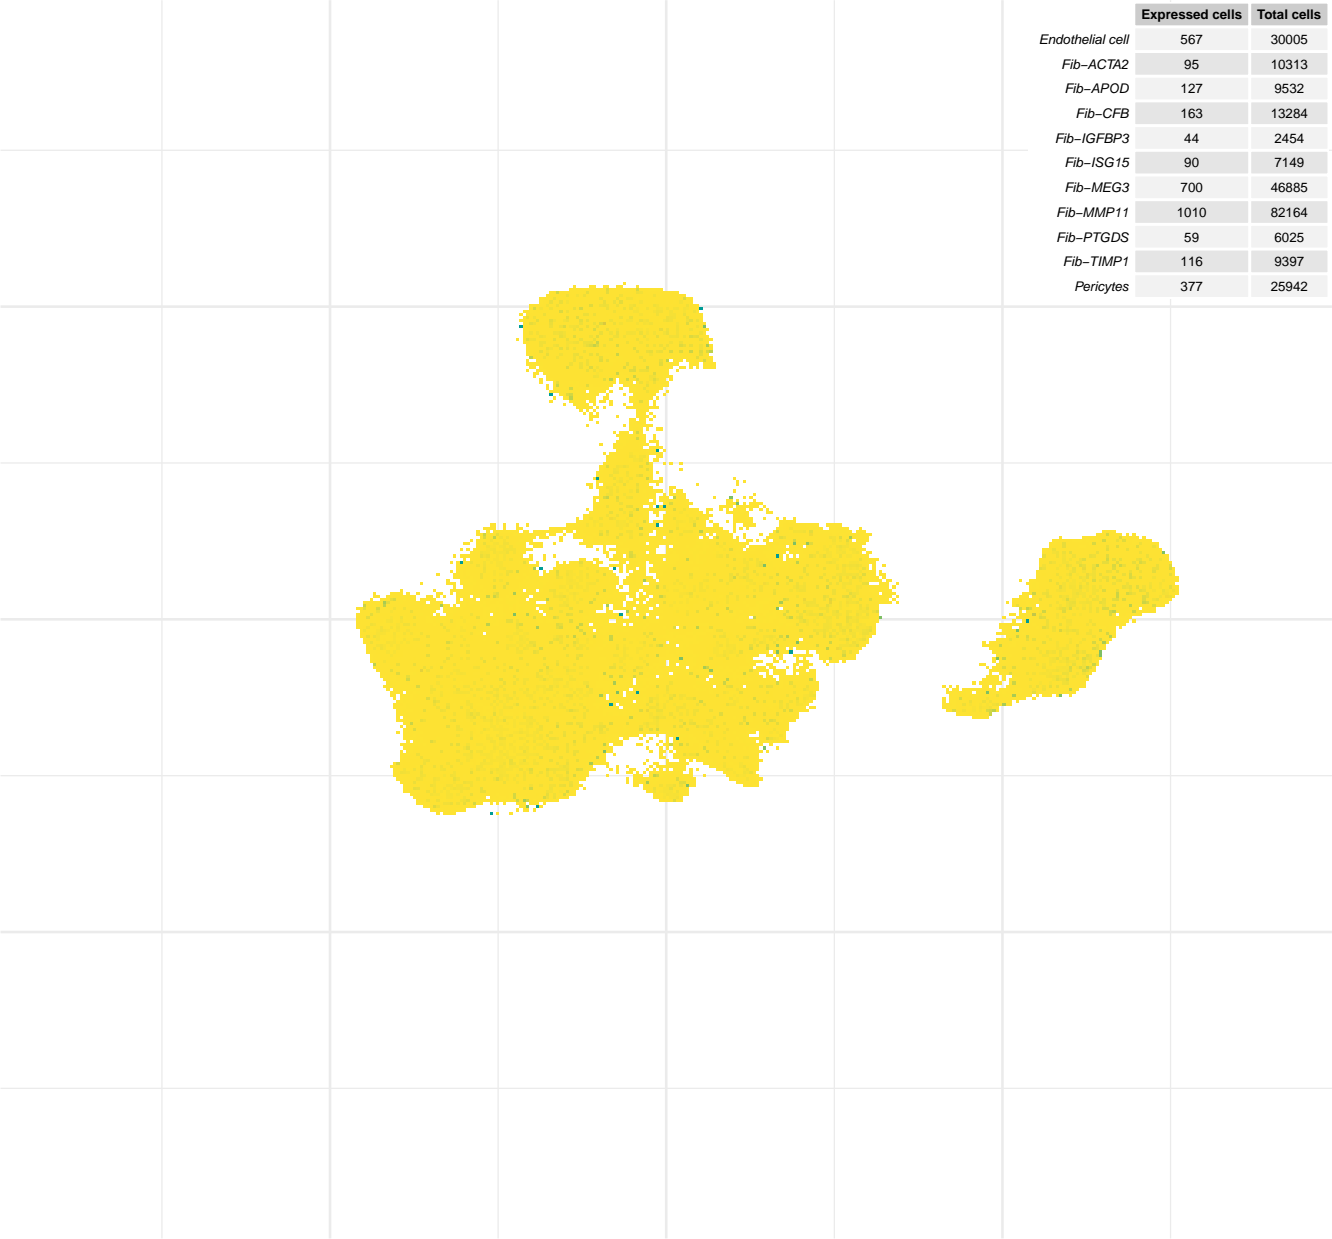 Expressed cells Total cells
Endothelial cell 567 30005
Fib−ACTA2 95 10313
Fib−APOD 127 9532
Fib−CFB 163 13284
Fib−IGFBP3 44 2454
Fib−ISG15 90 7149
Fib−MEG3 700 46885
Fib−MMP11 1010 82164
Fib−PTGDS 59 6025
Fib−TIMP1 116 9397
Pericytes 377 25942